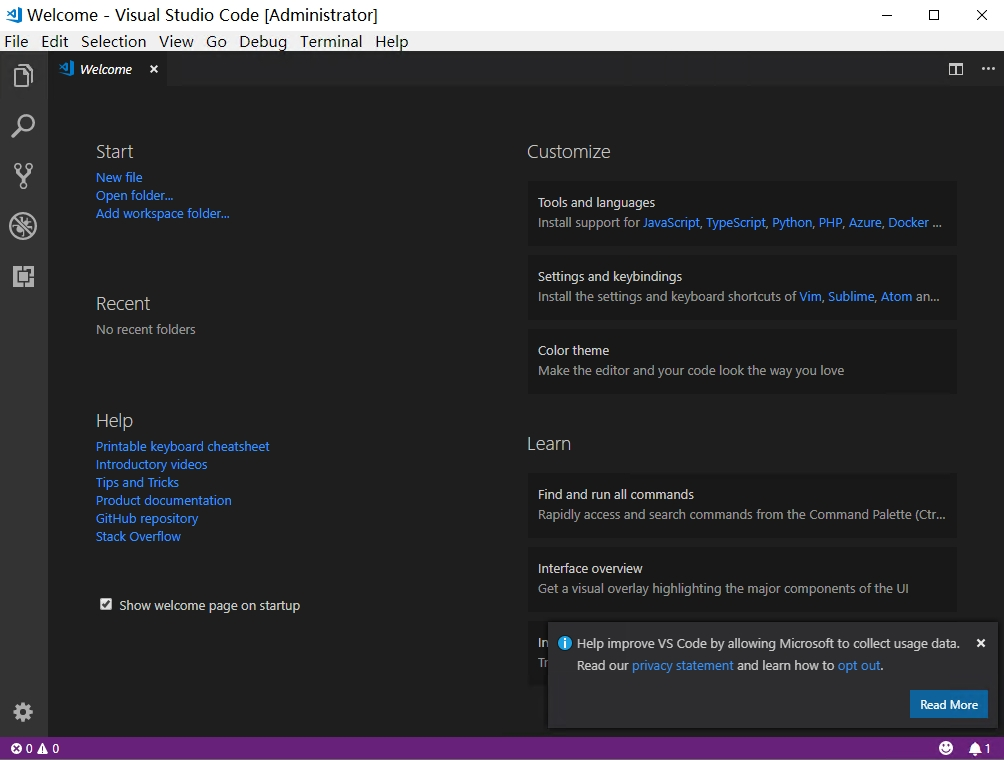 Welcome - Visual Studio Code [Administrator]
File Edit Selection View Go Debug Terminal Help
Welcome
Start
New file
Open folder...
Add workspace folder...
Recent
No recent folders
Help
Printable keyboard cheatsheet
Introductory videos
Tips and Tricks
Product documentation
GitHub repository
Stack Overflow
Show welcome page on startup
Customize
Tools and languages
Install support for JavaScript, TypeScript, Python, PHP, Azure, Docker ...
Settings and keybindings
Install the settings and keyboard shortcuts of Vim, Sublime, Atom an...
Color theme
Make the editor and your code look the way you love
Learn
Find and run all commands
Rapidly access and search commands from the Command Palette (Ctr...
Interface overview
Get a visual overlay highlighting the major components of the UI
Help improve VS Code by allowing Microsoft to collect usage data.
Read our privacy statement and learn how to opt out.
Read More
0 0
1